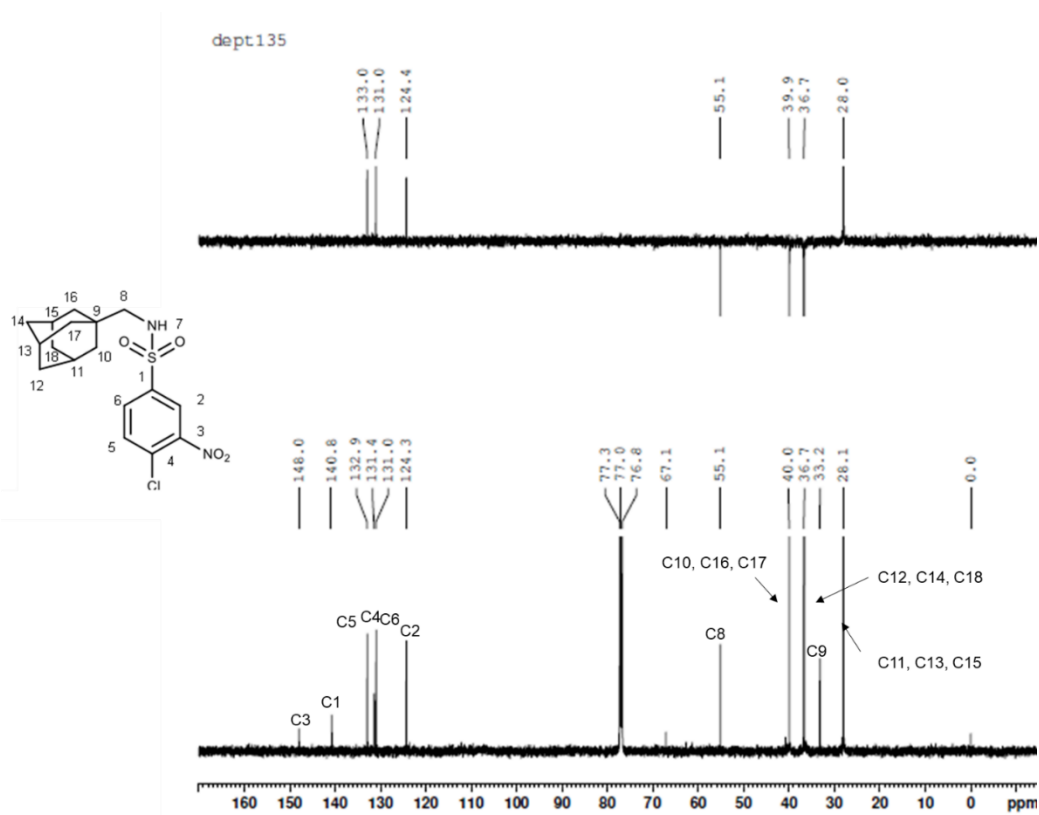 dept135
133.0
131.0
124.4
55.1
39.9
36.7
28.0
16
8
14
15
9
NH
7
17
O
O
13
18
10
S
12
11
1
6
2
5
3
4
NO2
Cl
148.0
140.8
132.9
131.4
131.0
124.3
77.3
77.0
76.8
67.1
55.1
40.0
36.7
33.2
28.1
0.0
C10, C16, C17
C12, C14, C18
C5
C4
C6
C2
C8
C9
C11, C13, C15
C1
C3
160 150 140 130 120 110 100 90 80 70 60 50 40 30 20 10 0 ppm